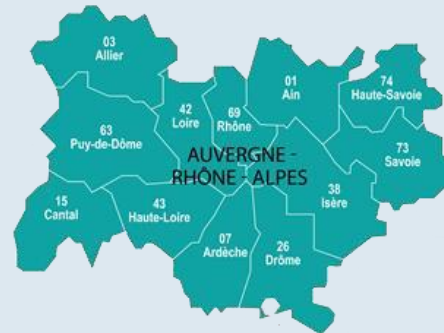 03
Allier
01
Ain
74
Haute-Savoie
42
Loire
69
Rhône
63
Puy-de-Dôme
73
Savoie
AUVERGNE -
RHÔNE - ALPES
15
Cantal
43
Haute-Loire
38
Isère
07
Ardèche
26
Drôme